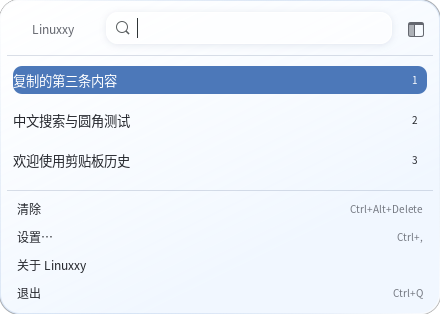 Linuxxy
复制的第三条内容 1
中文搜索与圆角测试 2
欢迎使用剪贴板历史 3
清除 Ctrl+Alt+Delete
设置… Ctrl+,
关于 Linuxxy
退出 Ctrl+Q